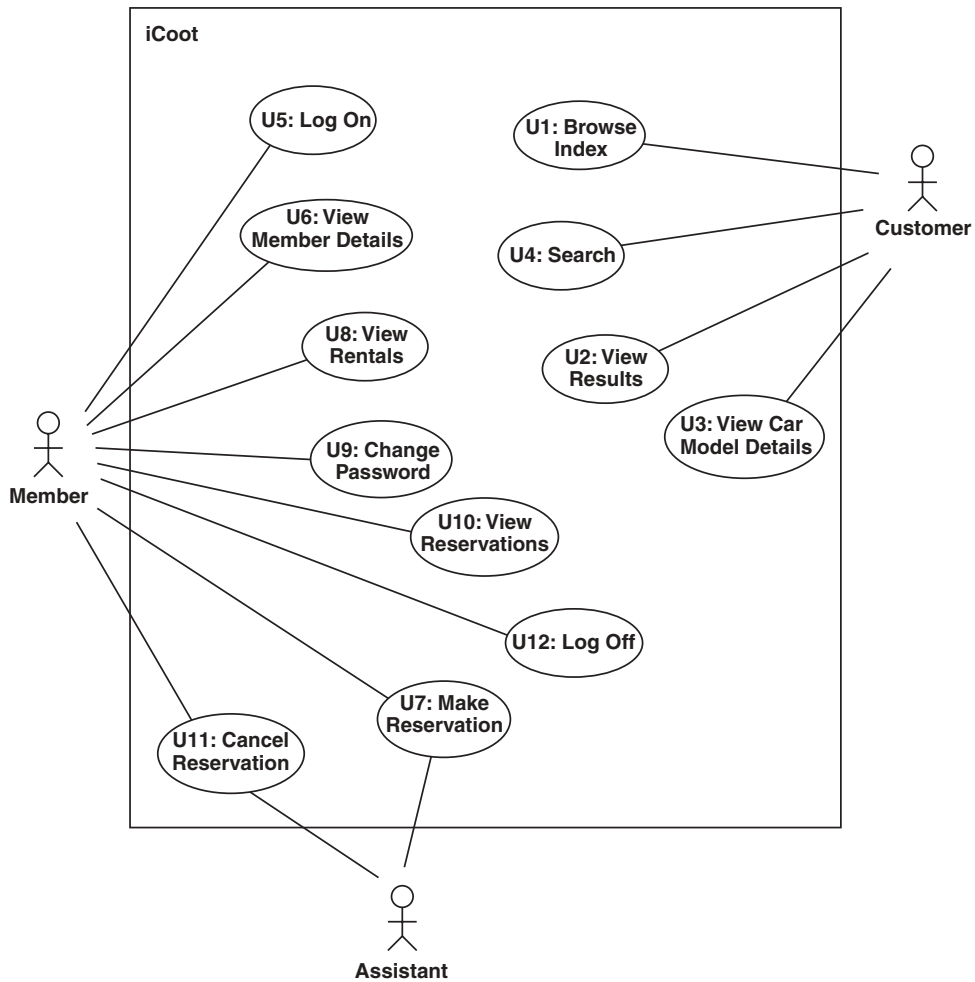 iCoot
U5: Log On
U1: Browse
Index
U6: View
Member Details
Customer
U4: Search
U8: View
Rentals
U2: View
Results
U3: View Car
Model Details
U9: Change
Password
Member
U10: View
Reservations
U12: Log Off
U7: Make
Reservation
U11: Cancel
Reservation
Assistant